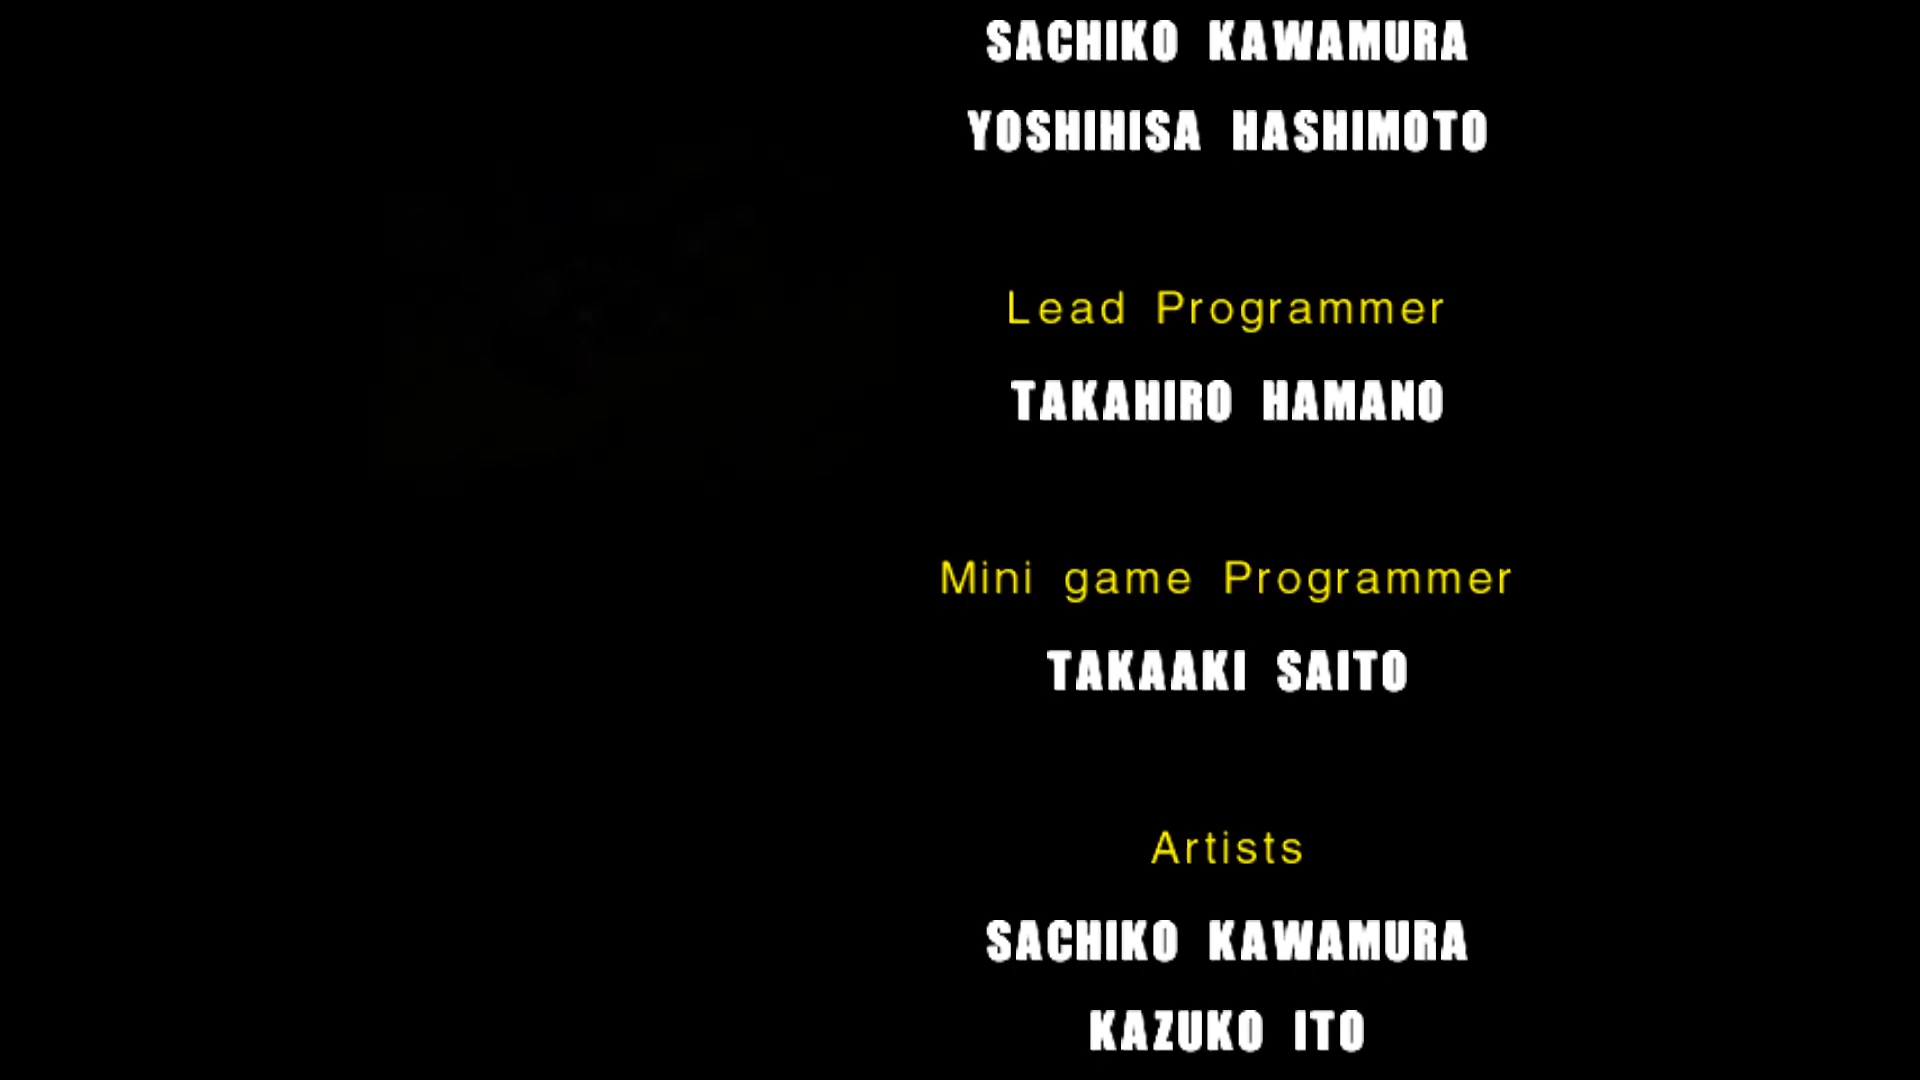 SACHIKO KAWAMURA
YOSHIHISA HASHIMOTO
Lead Programmer
TAKAHIRO HAMANO
Mini game Programmer
TAKAAKI SAITO
Artists
SACHIKO KAWAMURA
KAZUKO ITO